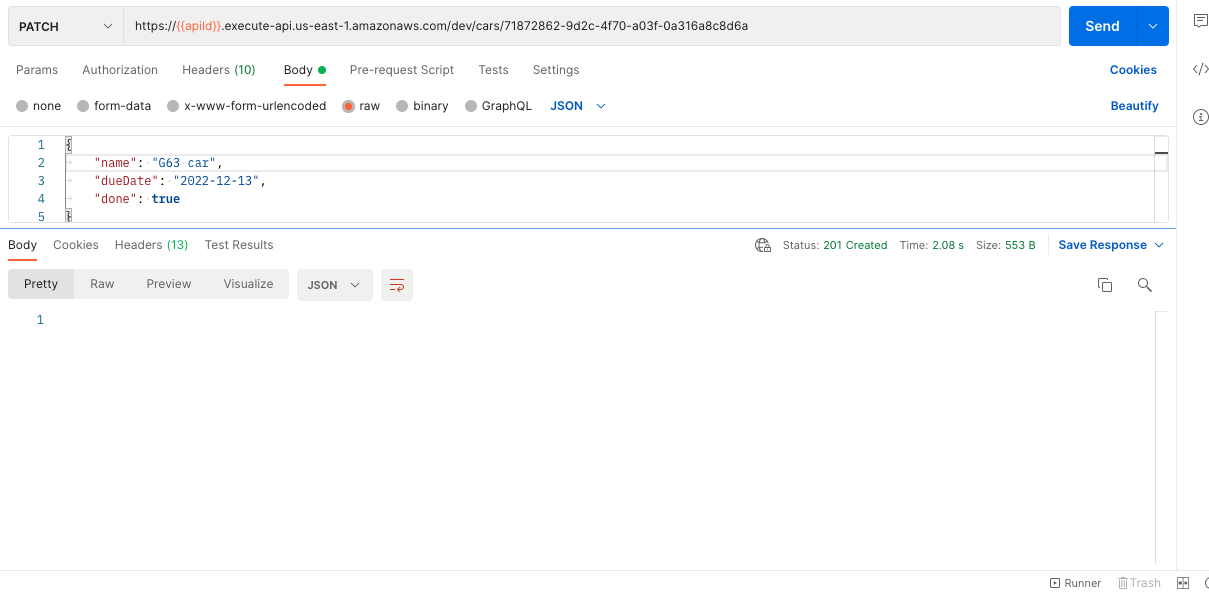 PATCH https://{{apiId}}.execute-api.us-east-1.amazonaws.com/dev/cars/71872862-9d2c-4f70-a03f-0a316a8c8d6a Send
Params Authorization Headers (10) Body Pre-request Script Tests Settings Cookies
none form-data x-www-form-urlencoded raw binary GraphQL JSON Beautify
1 {
2 "name": "G63 car",
3 "dueDate": "2022-12-13",
4 "done": true
5 }
Body Cookies Headers (13) Test Results Status: 201 Created Time: 2.08 s Size: 553 B Save Response
Pretty Raw Preview Visualize JSON
1
Runner Trash